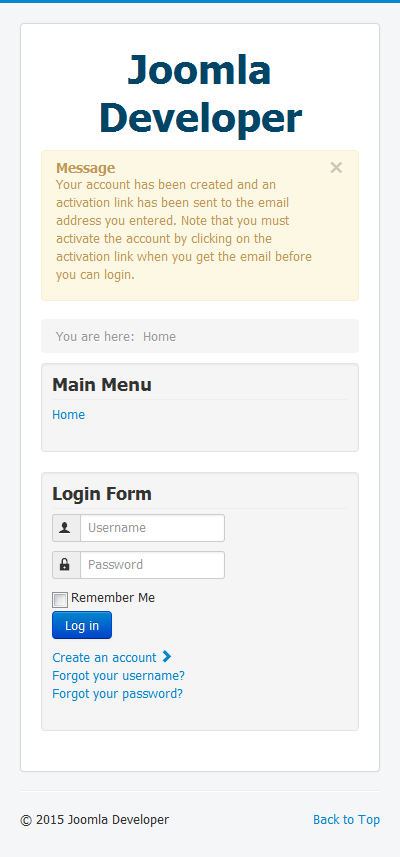 Joomla
Developer
Message
Your account has been created and an
activation link has been sent to the email
address you entered. Note that you must
activate the account by clicking on the
activation link when you get the email before
you can login.
You are here: Home
Main Menu
Home
Login Form
Username
Password
Remember Me
Log in
Create an account
Forgot your username?
Forgot your password?
© 2015 Joomla Developer Back to Top